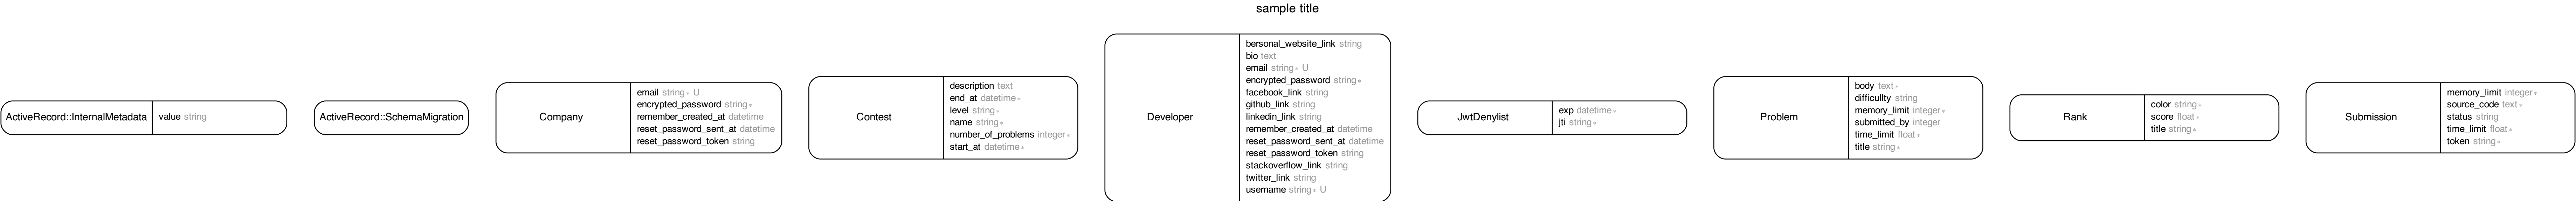 sample title
ActiveRecord::InternalMetadata
value string
ActiveRecord::SchemaMigration
Company
email string ∗ U
encrypted_password string ∗
remember_created_at datetime
reset_password_sent_at datetime
reset_password_token string
Contest
description text
end_at datetime ∗
level string ∗
name string ∗
number_of_problems integer ∗
start_at datetime ∗
Developer
bersonal_website_link string
bio text
email string ∗ U
encrypted_password string ∗
facebook_link string
github_link string
linkedin_link string
remember_created_at datetime
reset_password_sent_at datetime
reset_password_token string
stackoverflow_link string
twitter_link string
username string ∗ U
JwtDenylist
exp datetime ∗
jti string ∗
Problem
body text ∗
difficullty string
memory_limit integer ∗
submitted_by integer
time_limit float ∗
title string ∗
Rank
color string ∗
score float ∗
title string ∗
Submission
memory_limit integer ∗
source_code text ∗
status string
time_limit float ∗
token string ∗